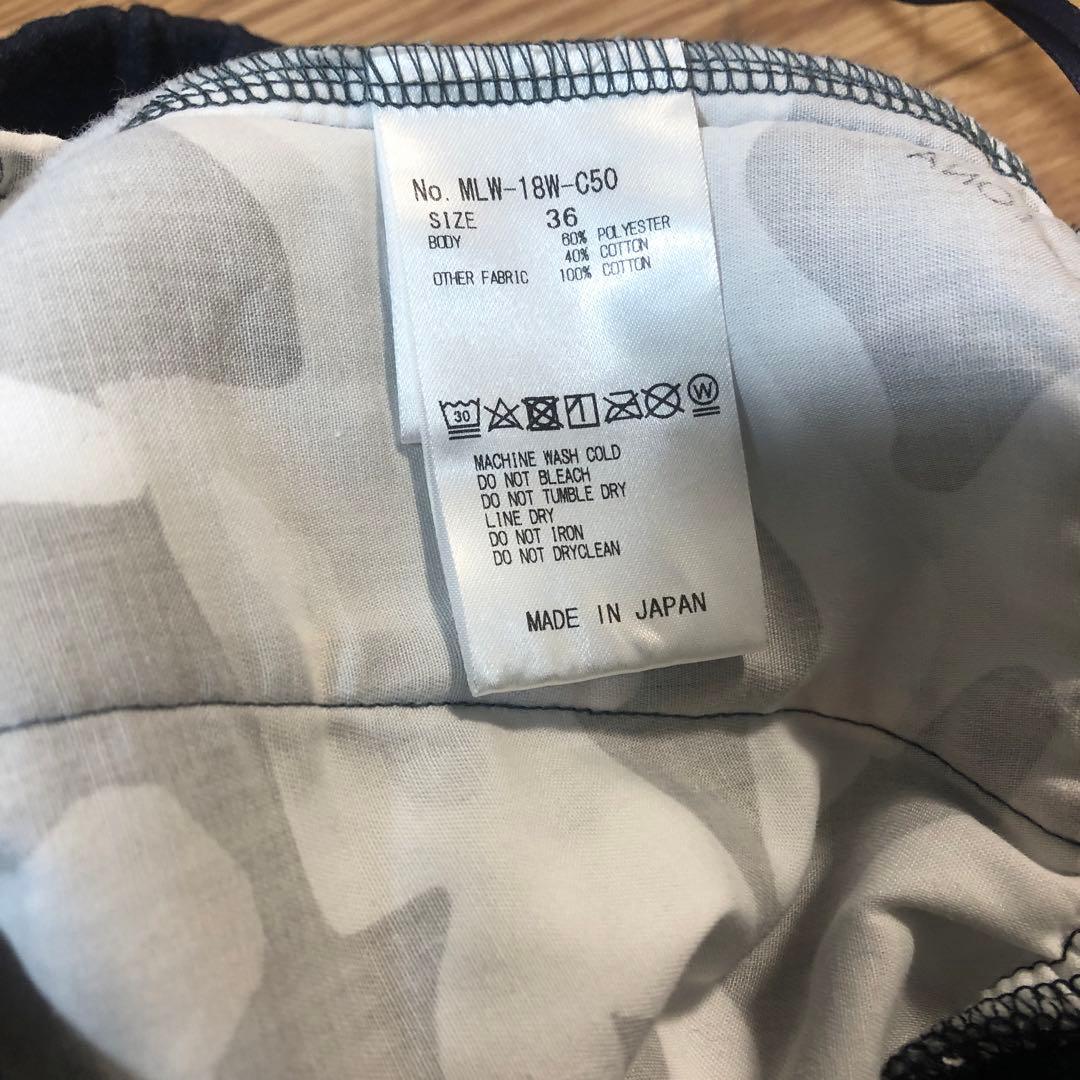 No. MLW-18W-C50
SIZE 36
BODY 60% POLYESTER
40% COTTON
OTHER FABRIC 100% COTTON
30 W
MACHINE WASH COLD
DO NOT BLEACH
DO NOT TUMBLE DRY
LINE DRY
DO NOT IRON
DO NOT DRYCLEAN
MADE IN JAPAN